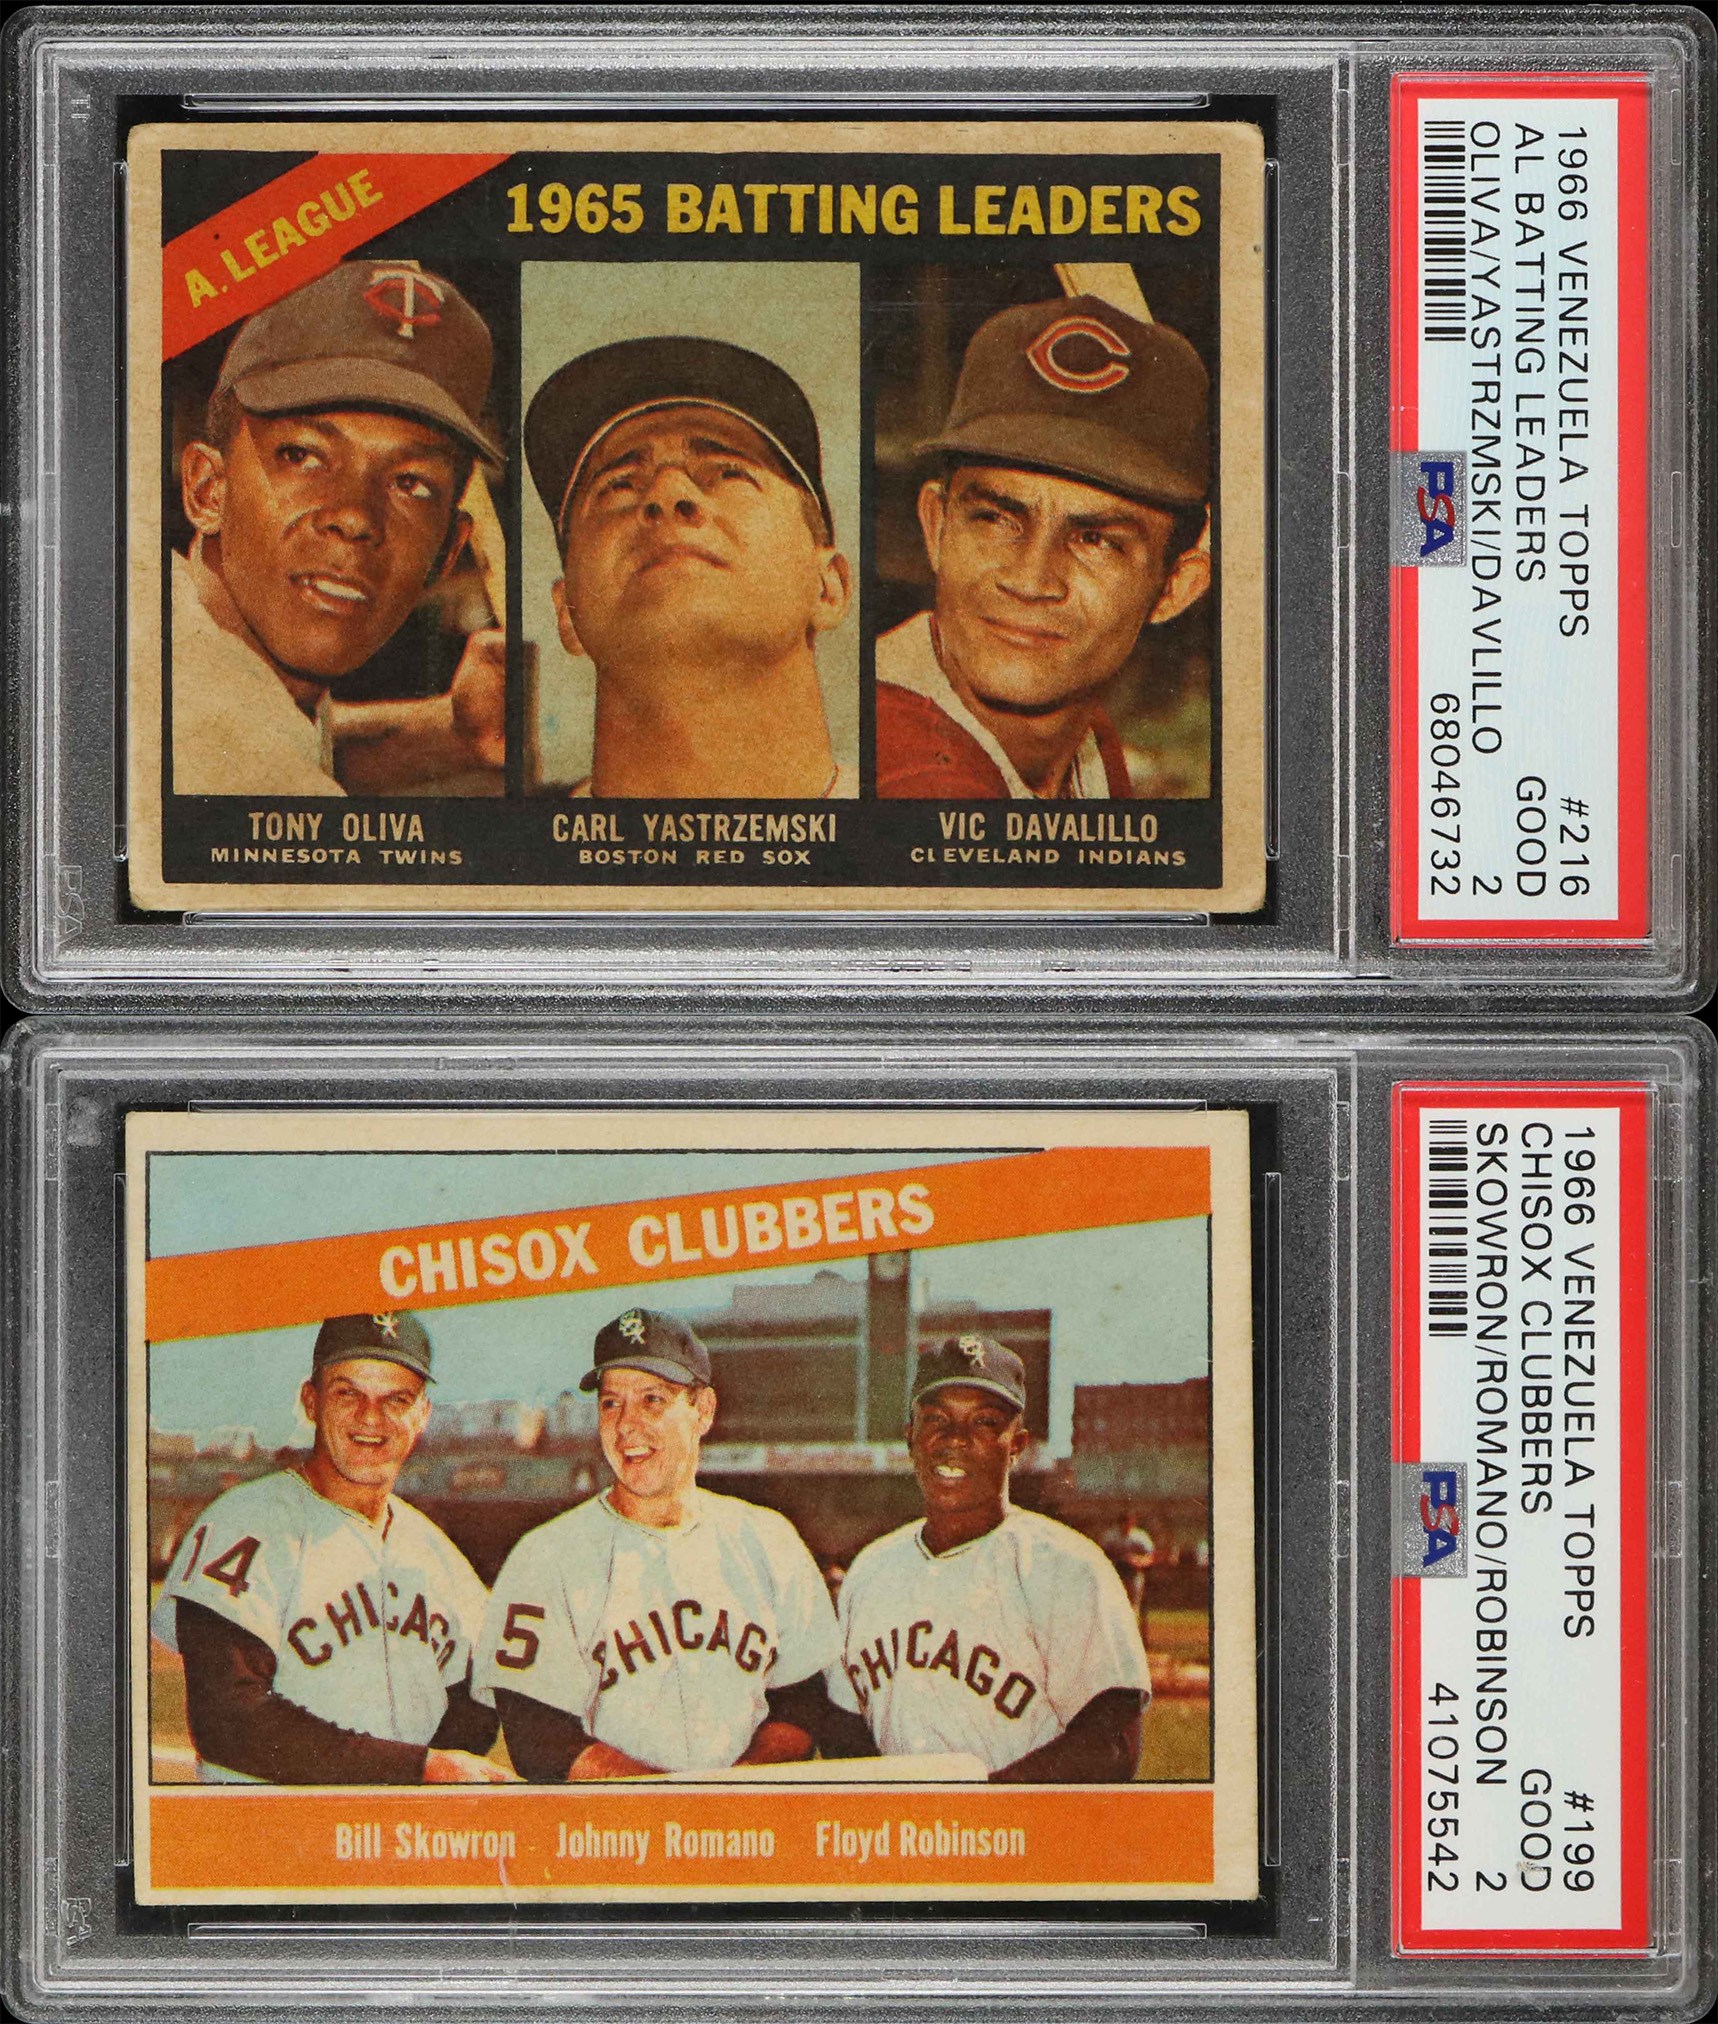 A. LEAGUE
1965 BATTING LEADERS
TONY OLIVA
MINNESOTA TWINS
CARL YASTRZEMSKI
BOSTON RED SOX
VIC DAVALILLO
CLEVELAND INDIANS
1966 VENEZUELA TOPPS #216
AL BATTING LEADERS GOOD
OLIVA/YASTRZMSKI/DAVLILLO 2
68046732
PSA
CHISOX CLUBBERS
14
CHICAGO
5
CHICAGO
CHICAGO
Bill Skowron - Johnny Romano Floyd Robinson
1966 VENEZUELA TOPPS #199
CHISOX CLUBBERS GOOD
SKOWRON/ROMANO/ROBINSON 2
41075542
PSA